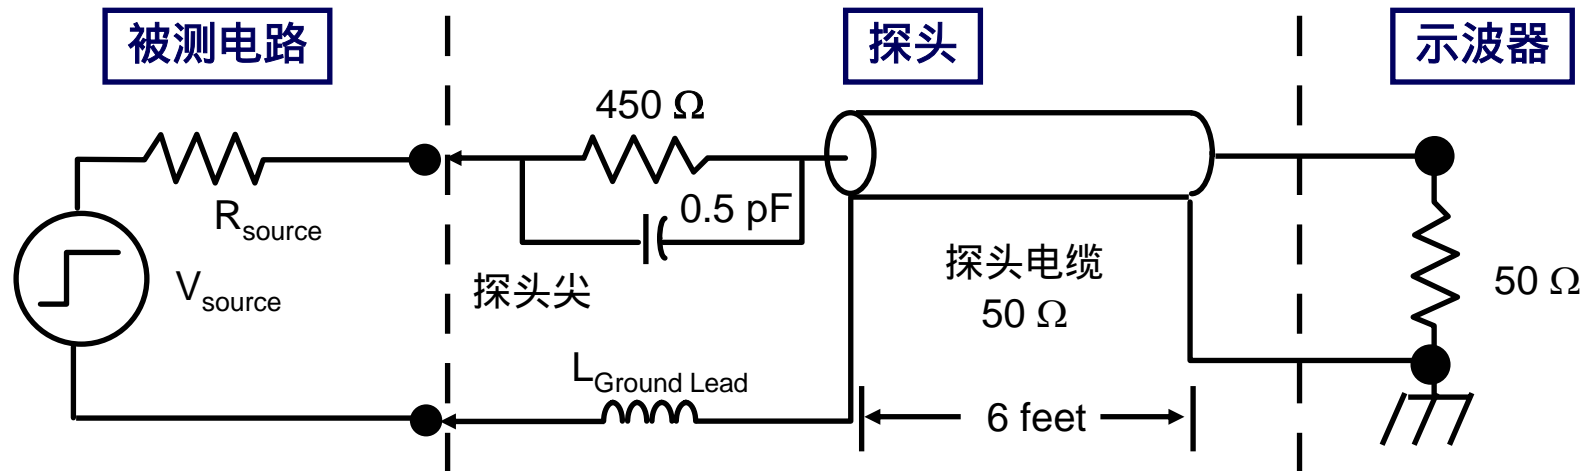 被测电路
探头
示波器
450 Ω
0.5 pF
Rsource
Vsource
探头尖
探头电缆
50 Ω
50 Ω
LGround Lead
6 feet